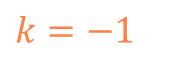 k = −1